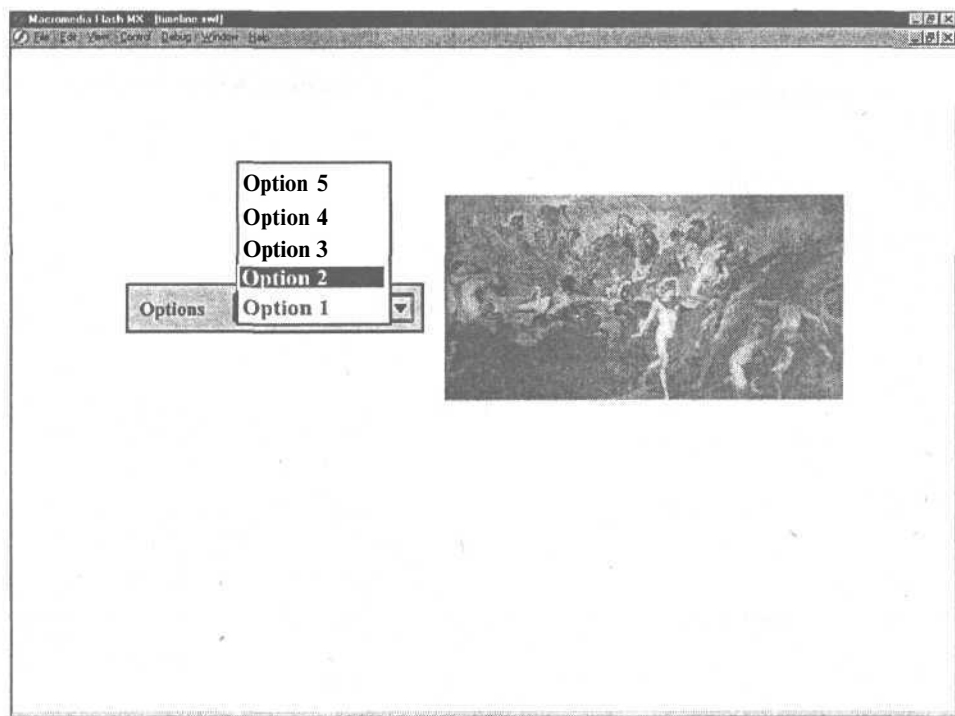 Macromedia Flash MX - [timeline.swf]
File Edit View Control Debug Window Help
Option 5
Option 4
Option 3
Option 2
Options Option 1